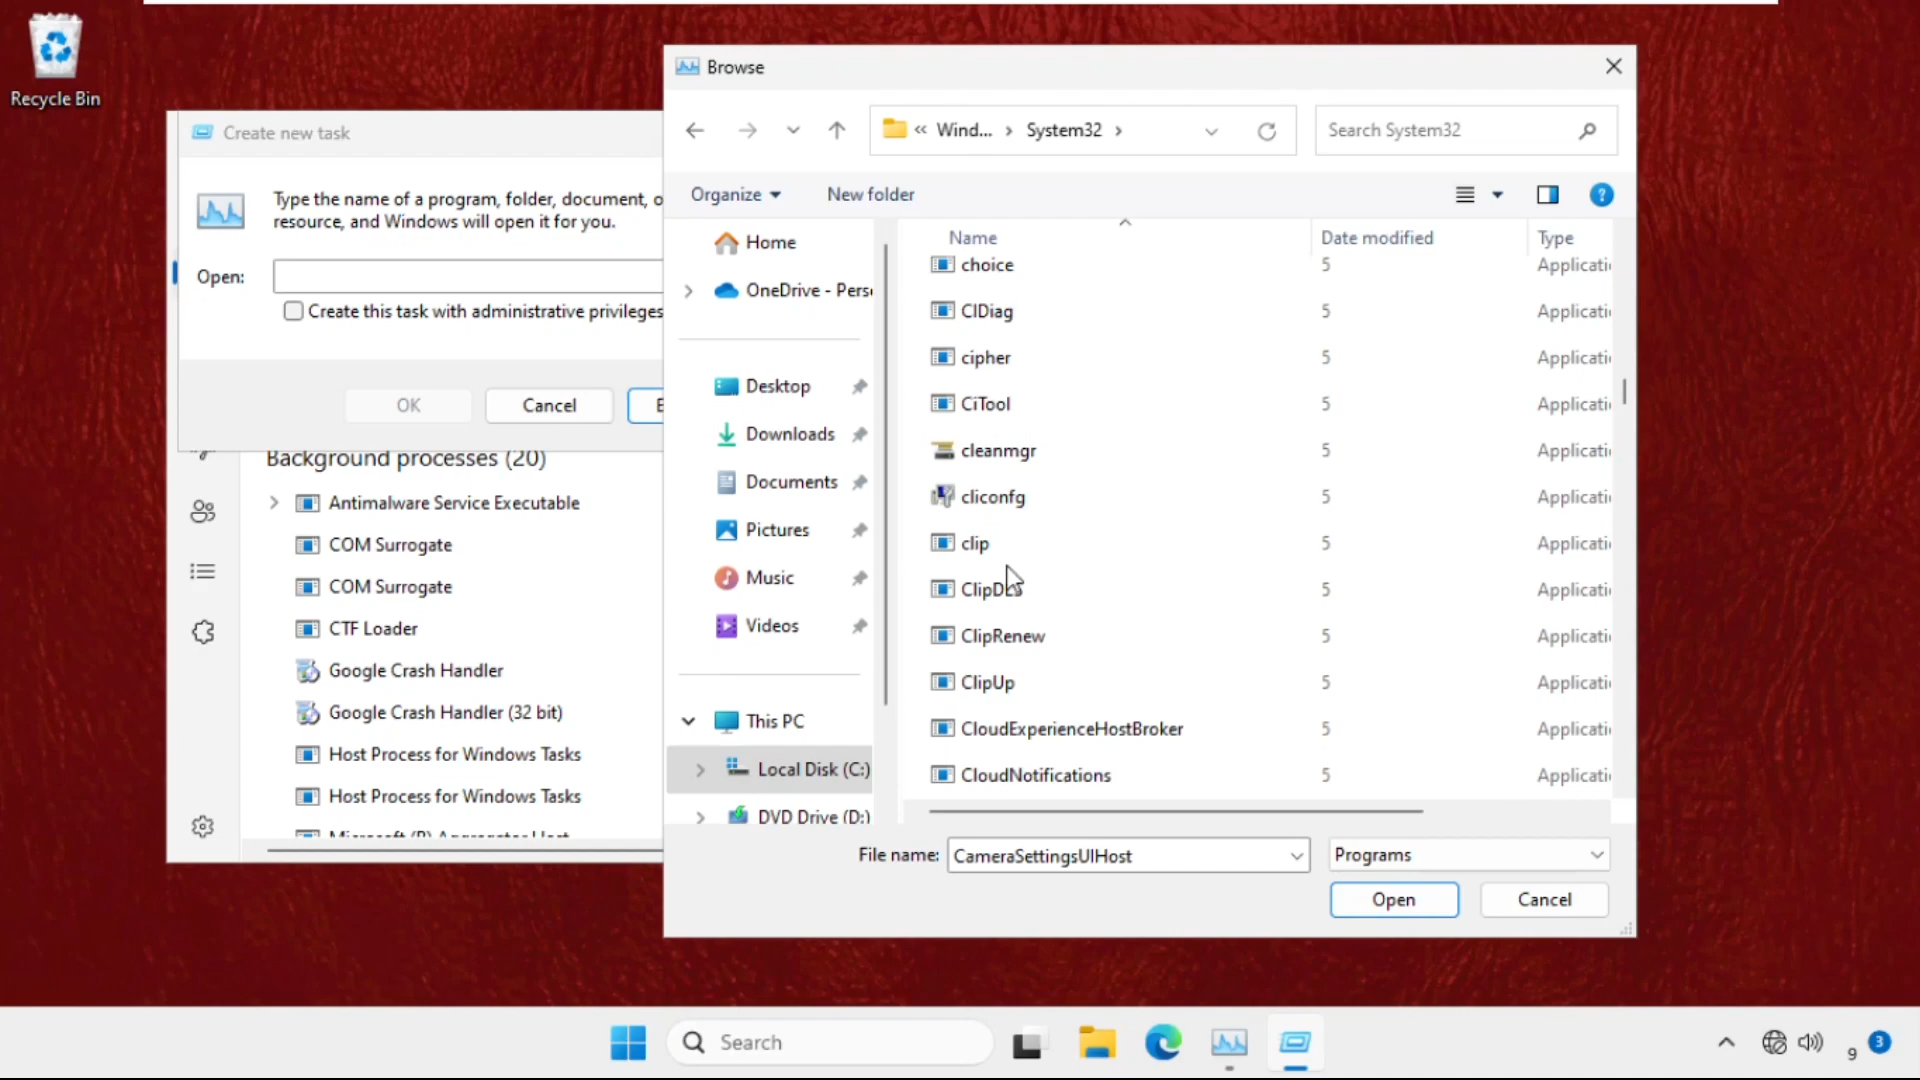 Recycle Bin
Create new task
Type the name of a program, folder, document, o
resource, and Windows will open it for you.
Open:
Create this task with administrative privileges
OK
Cancel
Background processes (20)
Antimalware Service Executable
COM Surrogate
COM Surrogate
CTF Loader
Google Crash Handler
Google Crash Handler (32 bit)
Host Process for Windows Tasks
Host Process for Windows Tasks
Browse
« Wind... › System32 ›
Search System32
Organize
New folder
Home
OneDrive - Pers
Desktop
Downloads
Documents
Pictures
Music
Videos
This PC
Local Disk (C:)
DVD Drive (D:)
Name Date modified Type
choice 5 Applicati
CIDiag 5 Applicati
cipher 5 Applicati
CiTool 5 Applicati
cleanmgr 5 Applicati
cliconfg 5 Applicati
clip 5 Applicati
5 Applicati
ClipRenew 5 Applicati
ClipUp 5 Applicati
CloudExperienceHostBroker 5 Applicati
CloudNotifications 5 Applicati
File name: CameraSettingsUIHost
Programs
Open
Cancel
Search
9
3